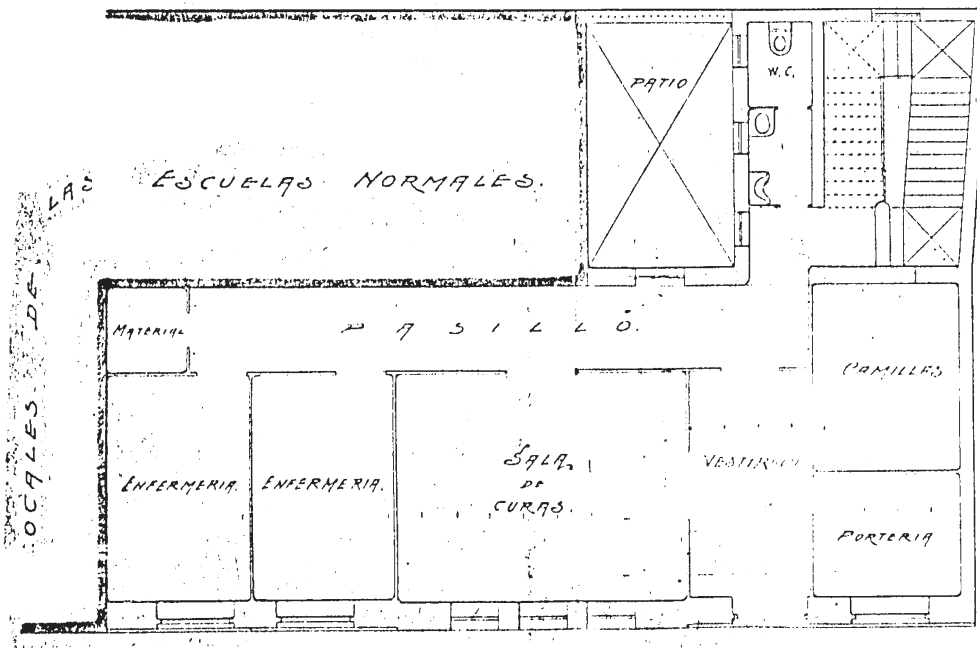 PATIO
W.C.
LOCALES DE LAS ESCUELAS NORMALES.
MATERIAL
PASILLO.
CAMILLES
ENFERMERIA.
ENFERMERIA.
SALA
DE
CURAS.
PORTERIA